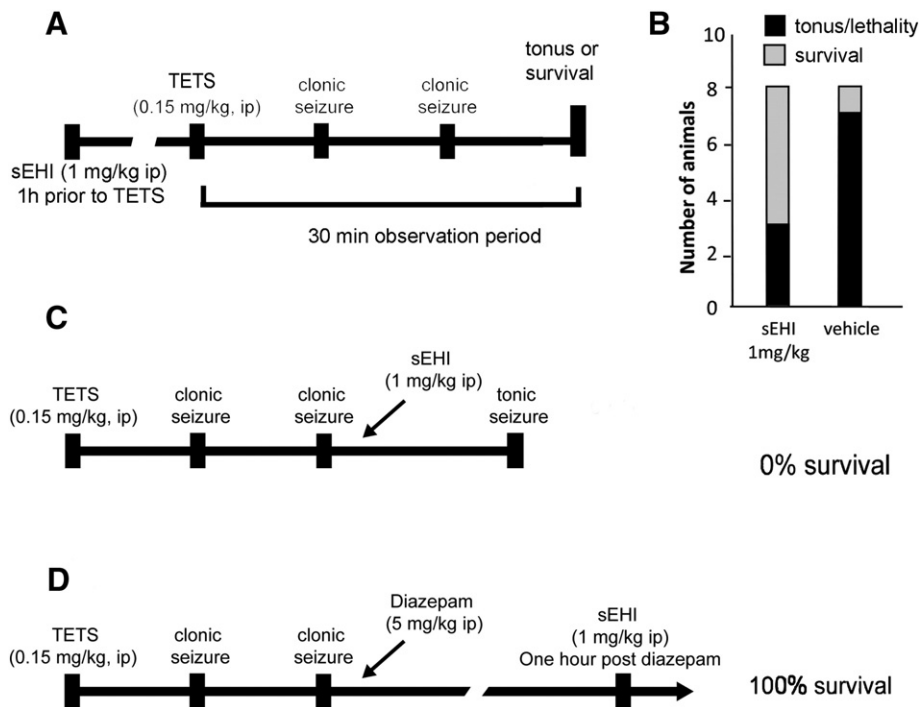 A
TETS
(0.15 mg/kg, ip)
clonic
seizure
clonic
seizure
tonus or
survival
sEHI (1 mg/kg ip)
1h prior to TETS
30 min observation period
B
tonus/lethality
survival
Number of animals
10
8
6
4
2
0
sEHI
1mg/kg
vehicle
C
TETS
(0.15 mg/kg, ip)
clonic
seizure
clonic
seizure
sEHI
(1 mg/kg ip)
tonic
seizure
0% survival
D
TETS
(0.15 mg/kg, ip)
clonic
seizure
clonic
seizure
Diazepam
(5 mg/kg ip)
sEHI
(1 mg/kg ip)
One hour post diazepam
100% survival